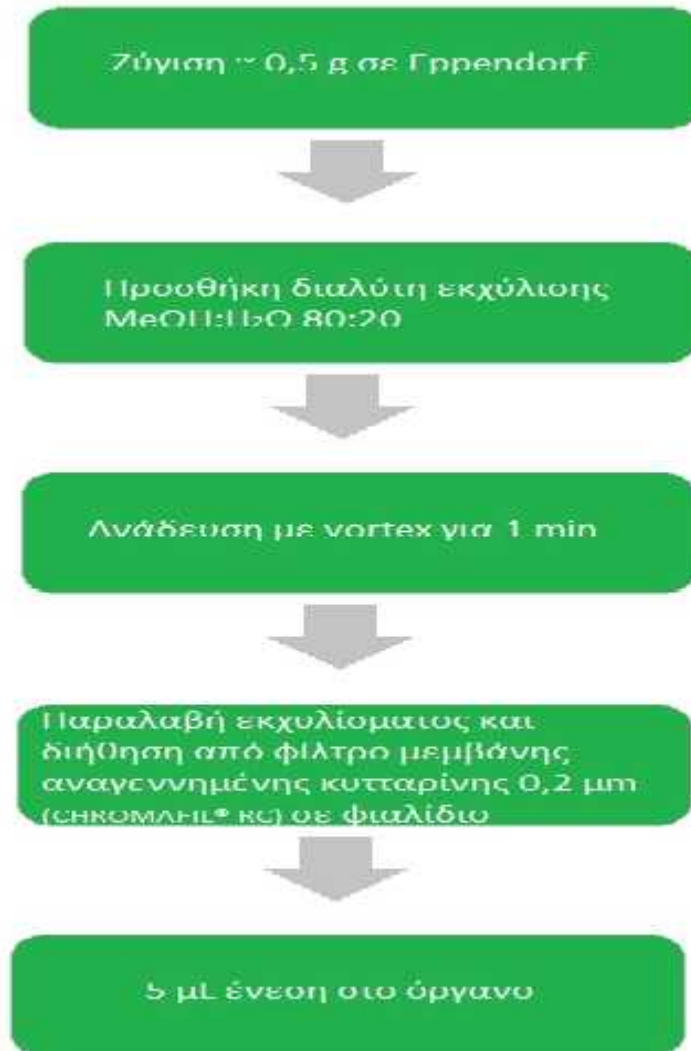 Ζύγιση ~ 0,5 g σε Eppendorf
Προσθήκη διαλύτη εκχύλισης
MeOH:H₂O 80:20
Ανάδευση με vortex για 1 min
Παραλαβή εκχυλίσματος και
διήθηση από φίλτρο μεμβάνης
αναγεννημένης κυτταρίνης 0,2 μm
(CHROMAFIL® RC) σε φιαλίδιο
5 μL ένεση στο όργανο